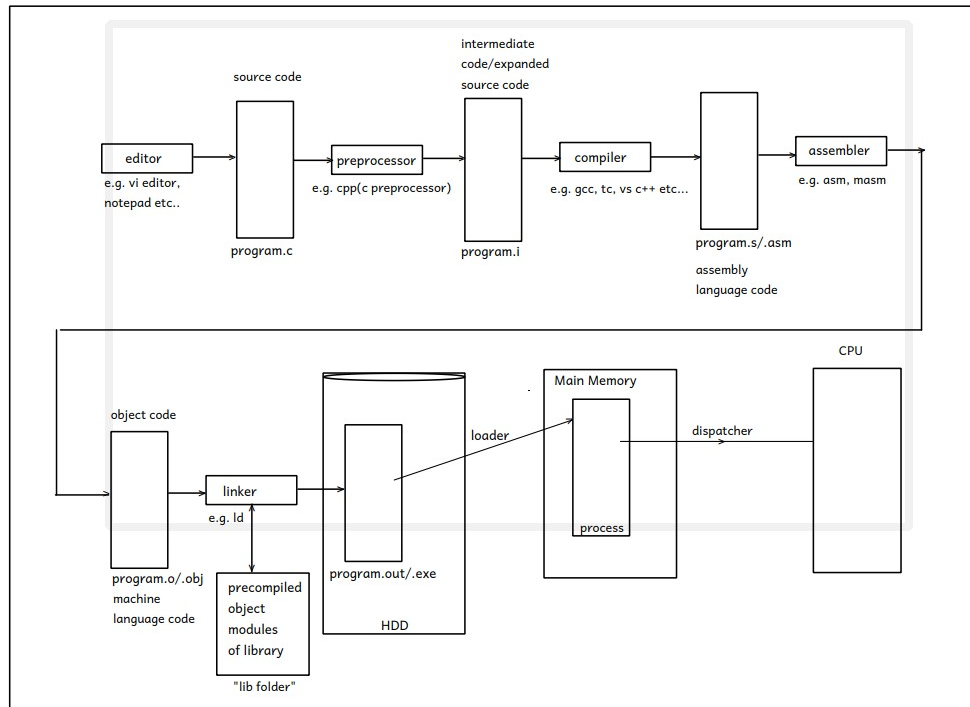 source code
intermediate
code/expanded
source code
editor
e.g. vi editor,
notepad etc..
program.c
preprocessor
e.g. cpp(c preprocessor)
program.i
compiler
e.g. gcc, tc, vs c++ etc...
program.s/.asm
assembly
language code
assembler
e.g. asm, masm
object code
program.o/.obj
machine
language code
linker
e.g. ld
precompiled
object
modules
of library
"lib folder"
program.out/.exe
HDD
loader
Main Memory
process
dispatcher
CPU